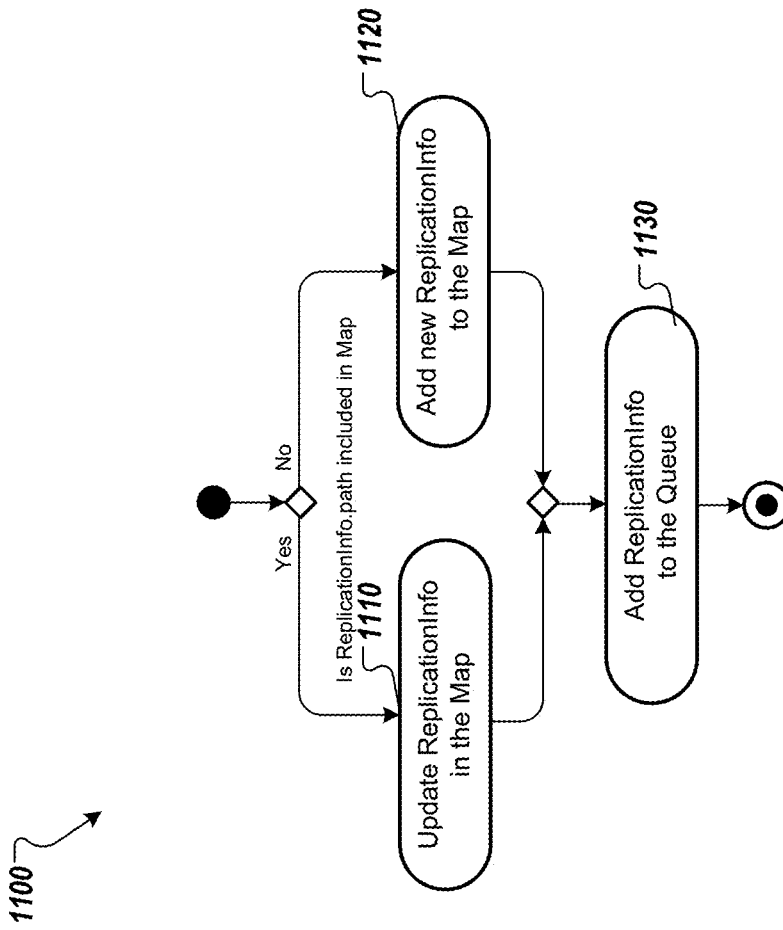 1100
Yes
No
Is ReplicationInfo.path included in Map
1110
Update ReplicationInfo
in the Map
1120
Add new ReplicationInfo
to the Map
1130
Add ReplicationInfo
to the Queue